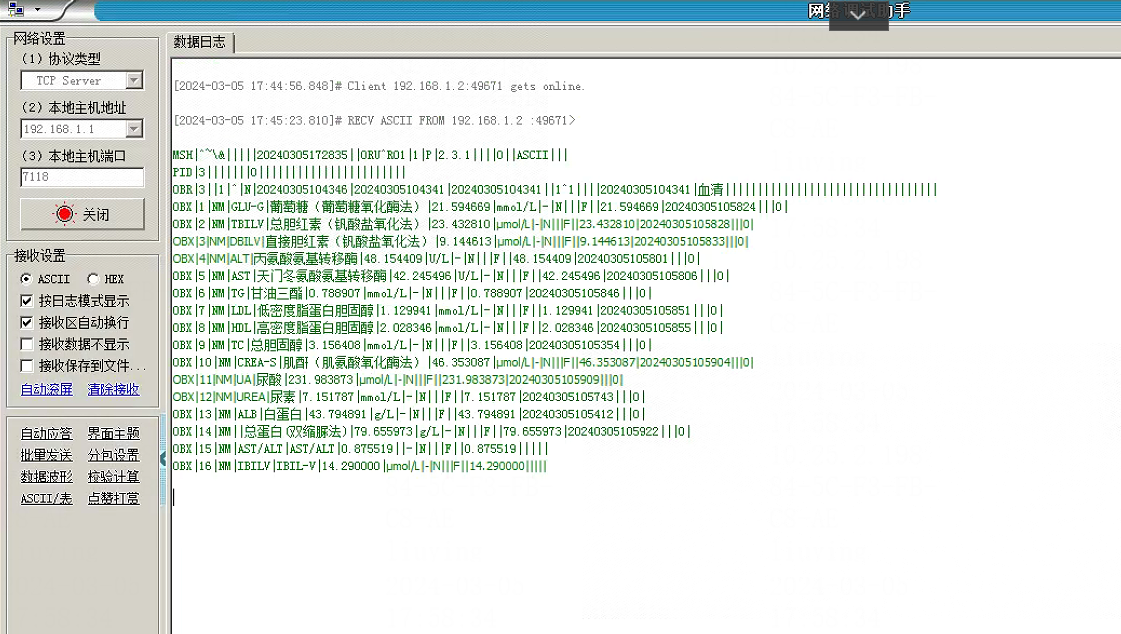 网络调试助手
网络设置
(1) 协议类型
TCP Server
(2) 本地主机地址
192.168.1.1
(3) 本地主机端口
7118
关闭
接收设置
ASCII HEX
按日志模式显示
接收区自动换行
接收数据不显示
接收保存到文件...
自动滚屏 清除接收
自动应答 界面主题
批量发送 分包设置
数据波形 校验计算
ASCII/表 点赞打赏
数据日志
[2024-03-05 17:44:56.848]# Client 192.168.1.2:49671 gets online.
[2024-03-05 17:45:23.810]# RECV ASCII FROM 192.168.1.2 :49671>
MSH|^~\&|||||20240305172835||ORU^R01|1|P|2.3.1||||0||ASCII|||
PID|3|||||||0||||||||||||||||||||||
OBR|3||1|^|N|20240305104346|20240305104341|20240305104341||1^1||||20240305104341|血清||||||||||||||||||||||||||||||||
OBX|1|NM|GLU-G|葡萄糖（葡萄糖氧化酶法）|21.594669|mmol/L|-|N|||F||21.594669|20240305105824|||0|
OBX|2|NM|TBILV|总胆红素（钒酸盐氧化法）|23.432810|μmol/L|-|N|||F||23.432810|20240305105828|||0|
OBX|3|NM|DBILV|直接胆红素（钒酸盐氧化法）|9.144613|μmol/L|-|N|||F||9.144613|20240305105833|||0|
OBX|4|NM|ALT|丙氨酸氨基转移酶|48.154409|U/L|-|N|||F||48.154409|20240305105801|||0|
OBX|5|NM|AST|天门冬氨酸氨基转移酶|42.245496|U/L|-|N|||F||42.245496|20240305105806|||0|
OBX|6|NM|TG|甘油三酯|0.788907|mmol/L|-|N|||F||0.788907|20240305105846|||0|
OBX|7|NM|LDL|低密度脂蛋白胆固醇|1.129941|mmol/L|-|N|||F||1.129941|20240305105851|||0|
OBX|8|NM|HDL|高密度脂蛋白胆固醇|2.028346|mmol/L|-|N|||F||2.028346|20240305105855|||0|
OBX|9|NM|TC|总胆固醇|3.156408|mmol/L|-|N|||F||3.156408|20240305105354|||0|
OBX|10|NM|CREA-S|肌酐（肌氨酸氧化酶法）|46.353087|μmol/L|-|N|||F||46.353087|20240305105904|||0|
OBX|11|NM|UA|尿酸|231.983873|μmol/L|-|N|||F||231.983873|20240305105909|||0|
OBX|12|NM|UREA|尿素|7.151787|mmol/L|-|N|||F||7.151787|20240305105743|||0|
OBX|13|NM|ALB|白蛋白|43.794891|g/L|-|N|||F||43.794891|20240305105412|||0|
OBX|14|NM||总蛋白(双缩脲法)|79.655973|g/L|-|N|||F||79.655973|20240305105922|||0|
OBX|15|NM|AST/ALT|AST/ALT|0.875519||-|N|||F||0.875519|||||
OBX|16|NM|IBILV|IBIL-V|14.290000|μmol/L|-|N|||F||14.290000|||||